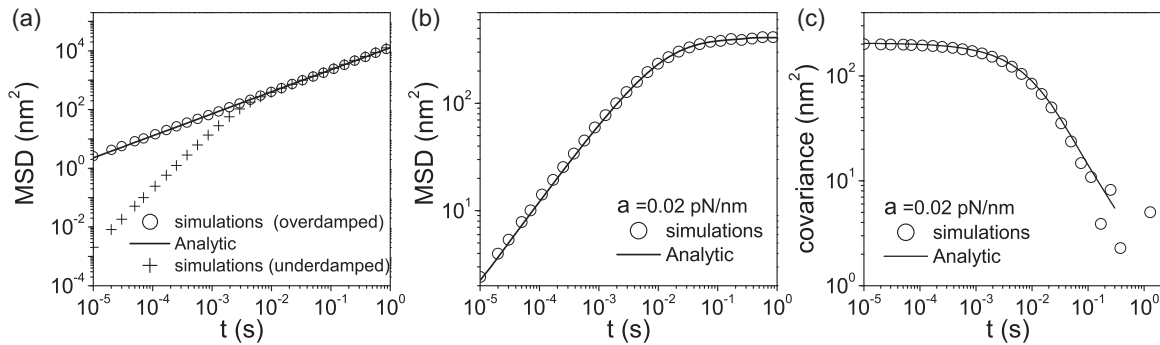 (a)
MSD (nm²)
10⁴
10²
10⁰
10⁻²
10⁻⁴
simulations (overdamped)
Analytic
simulations (underdamped)
10⁻⁵ 10⁻⁴ 10⁻³ 10⁻² 10⁻¹ 10⁰
t (s)
(b)
MSD (nm²)
10²
10¹
a =0.02 pN/nm
simulations
Analytic
10⁻⁵ 10⁻⁴ 10⁻³ 10⁻² 10⁻¹ 10⁰
t (s)
(c)
covariance (nm²)
10²
10¹
10⁰
a =0.02 pN/nm
simulations
Analytic
10⁻⁵ 10⁻⁴ 10⁻³ 10⁻² 10⁻¹ 10⁰
t (s)